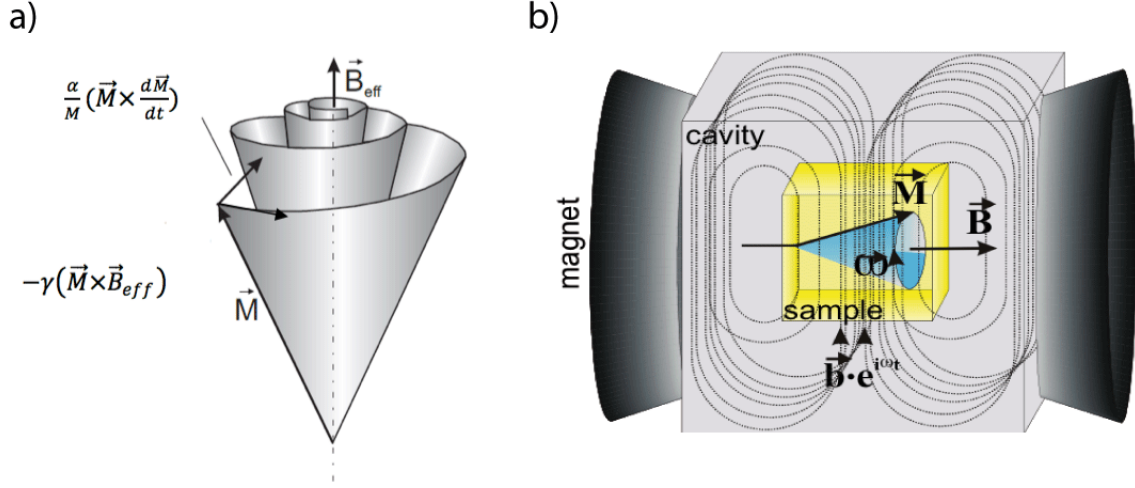 a)
α/M (M⃗ × dM⃗/dt)
B⃗eff
-γ(M⃗×B⃗eff)
M⃗
b)
magnet
cavity
M⃗
B⃗
ω
sample
b⃗·e^iωt